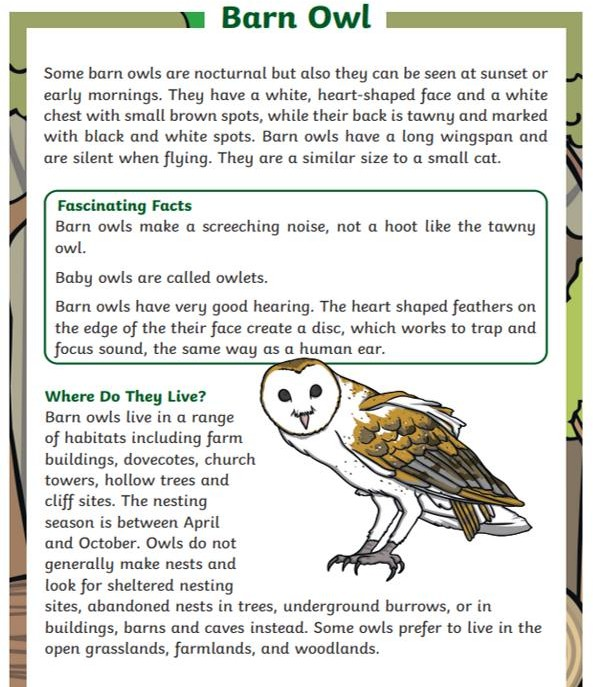 Barn Owl
Some barn owls are nocturnal but also they can be seen at sunset or
early mornings. They have a white, heart-shaped face and a white
chest with small brown spots, while their back is tawny and marked
with black and white spots. Barn owls have a long wingspan and
are silent when flying. They are a similar size to a small cat.
Fascinating Facts
Barn owls make a screeching noise, not a hoot like the tawny
owl.
Baby owls are called owlets.
Barn owls have very good hearing. The heart shaped feathers on
the edge of the their face create a disc, which works to trap and
focus sound, the same way as a human ear.
Where Do They Live?
Barn owls live in a range
of habitats including farm
buildings, dovecotes, church
towers, hollow trees and
cliff sites. The nesting
season is between April
and October. Owls do not
generally make nests and
look for sheltered nesting
sites, abandoned nests in trees, underground burrows, or in
buildings, barns and caves instead. Some owls prefer to live in the
open grasslands, farmlands, and woodlands.